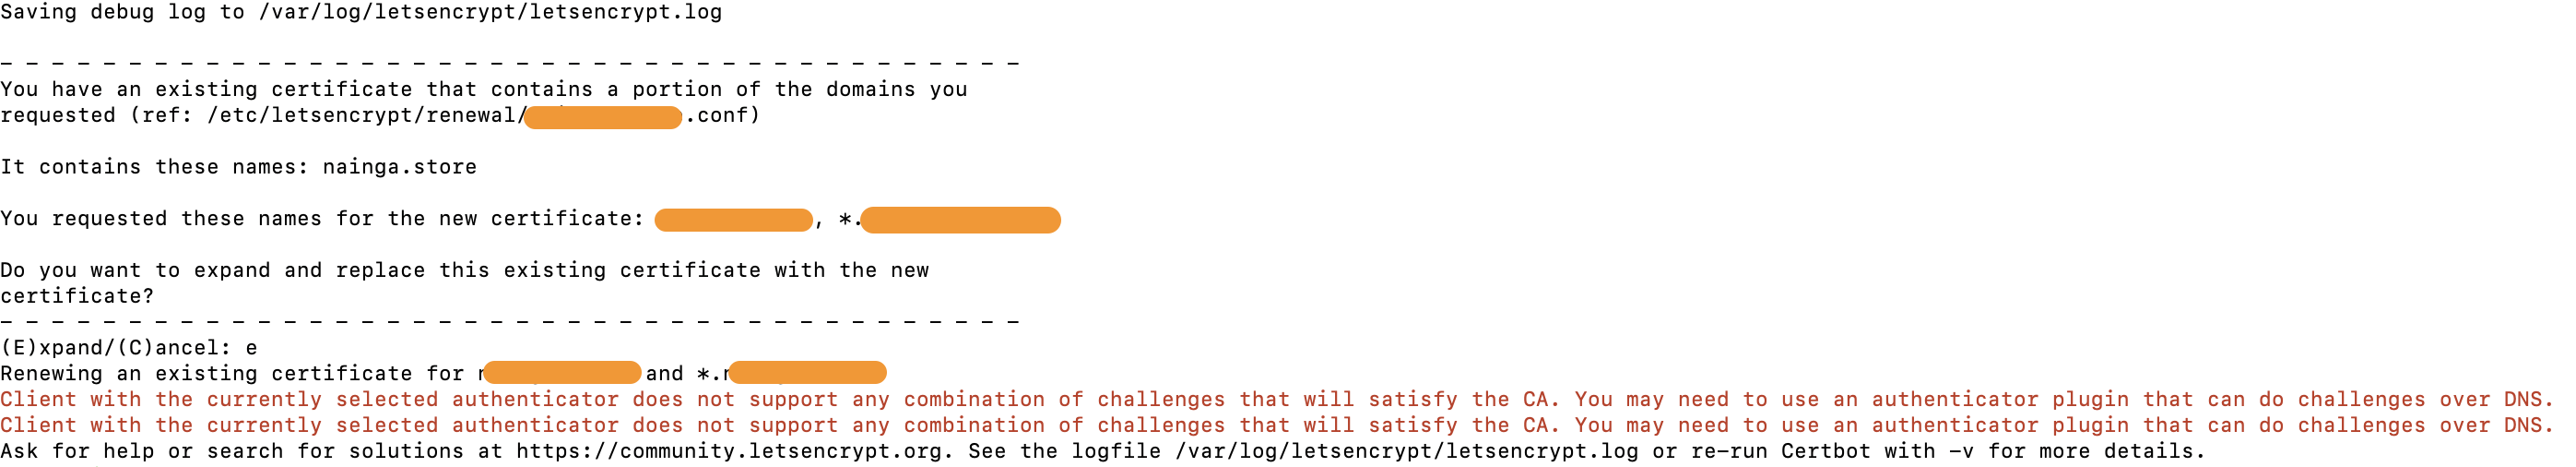 Saving debug log to /var/log/letsencrypt/letsencrypt.log
- - - - - - - - - - - - - - - - - - - - - - - - - - - - - - - - - - - - - - - -
You have an existing certificate that contains a portion of the domains you
requested (ref: /etc/letsencrypt/renewal/ .conf)
It contains these names: nainga.store
You requested these names for the new certificate: , *.
Do you want to expand and replace this existing certificate with the new
certificate?
- - - - - - - - - - - - - - - - - - - - - - - - - - - - - - - - - - - - - - - -
(E)xpand/(C)ancel: e
Renewing an existing certificate for and *.
Client with the currently selected authenticator does not support any combination of challenges that will satisfy the CA. You may need to use an authenticator plugin that can do challenges over DNS.
Client with the currently selected authenticator does not support any combination of challenges that will satisfy the CA. You may need to use an authenticator plugin that can do challenges over DNS.
Ask for help or search for solutions at https://community.letsencrypt.org. See the logfile /var/log/letsencrypt/letsencrypt.log or re-run Certbot with -v for more details.